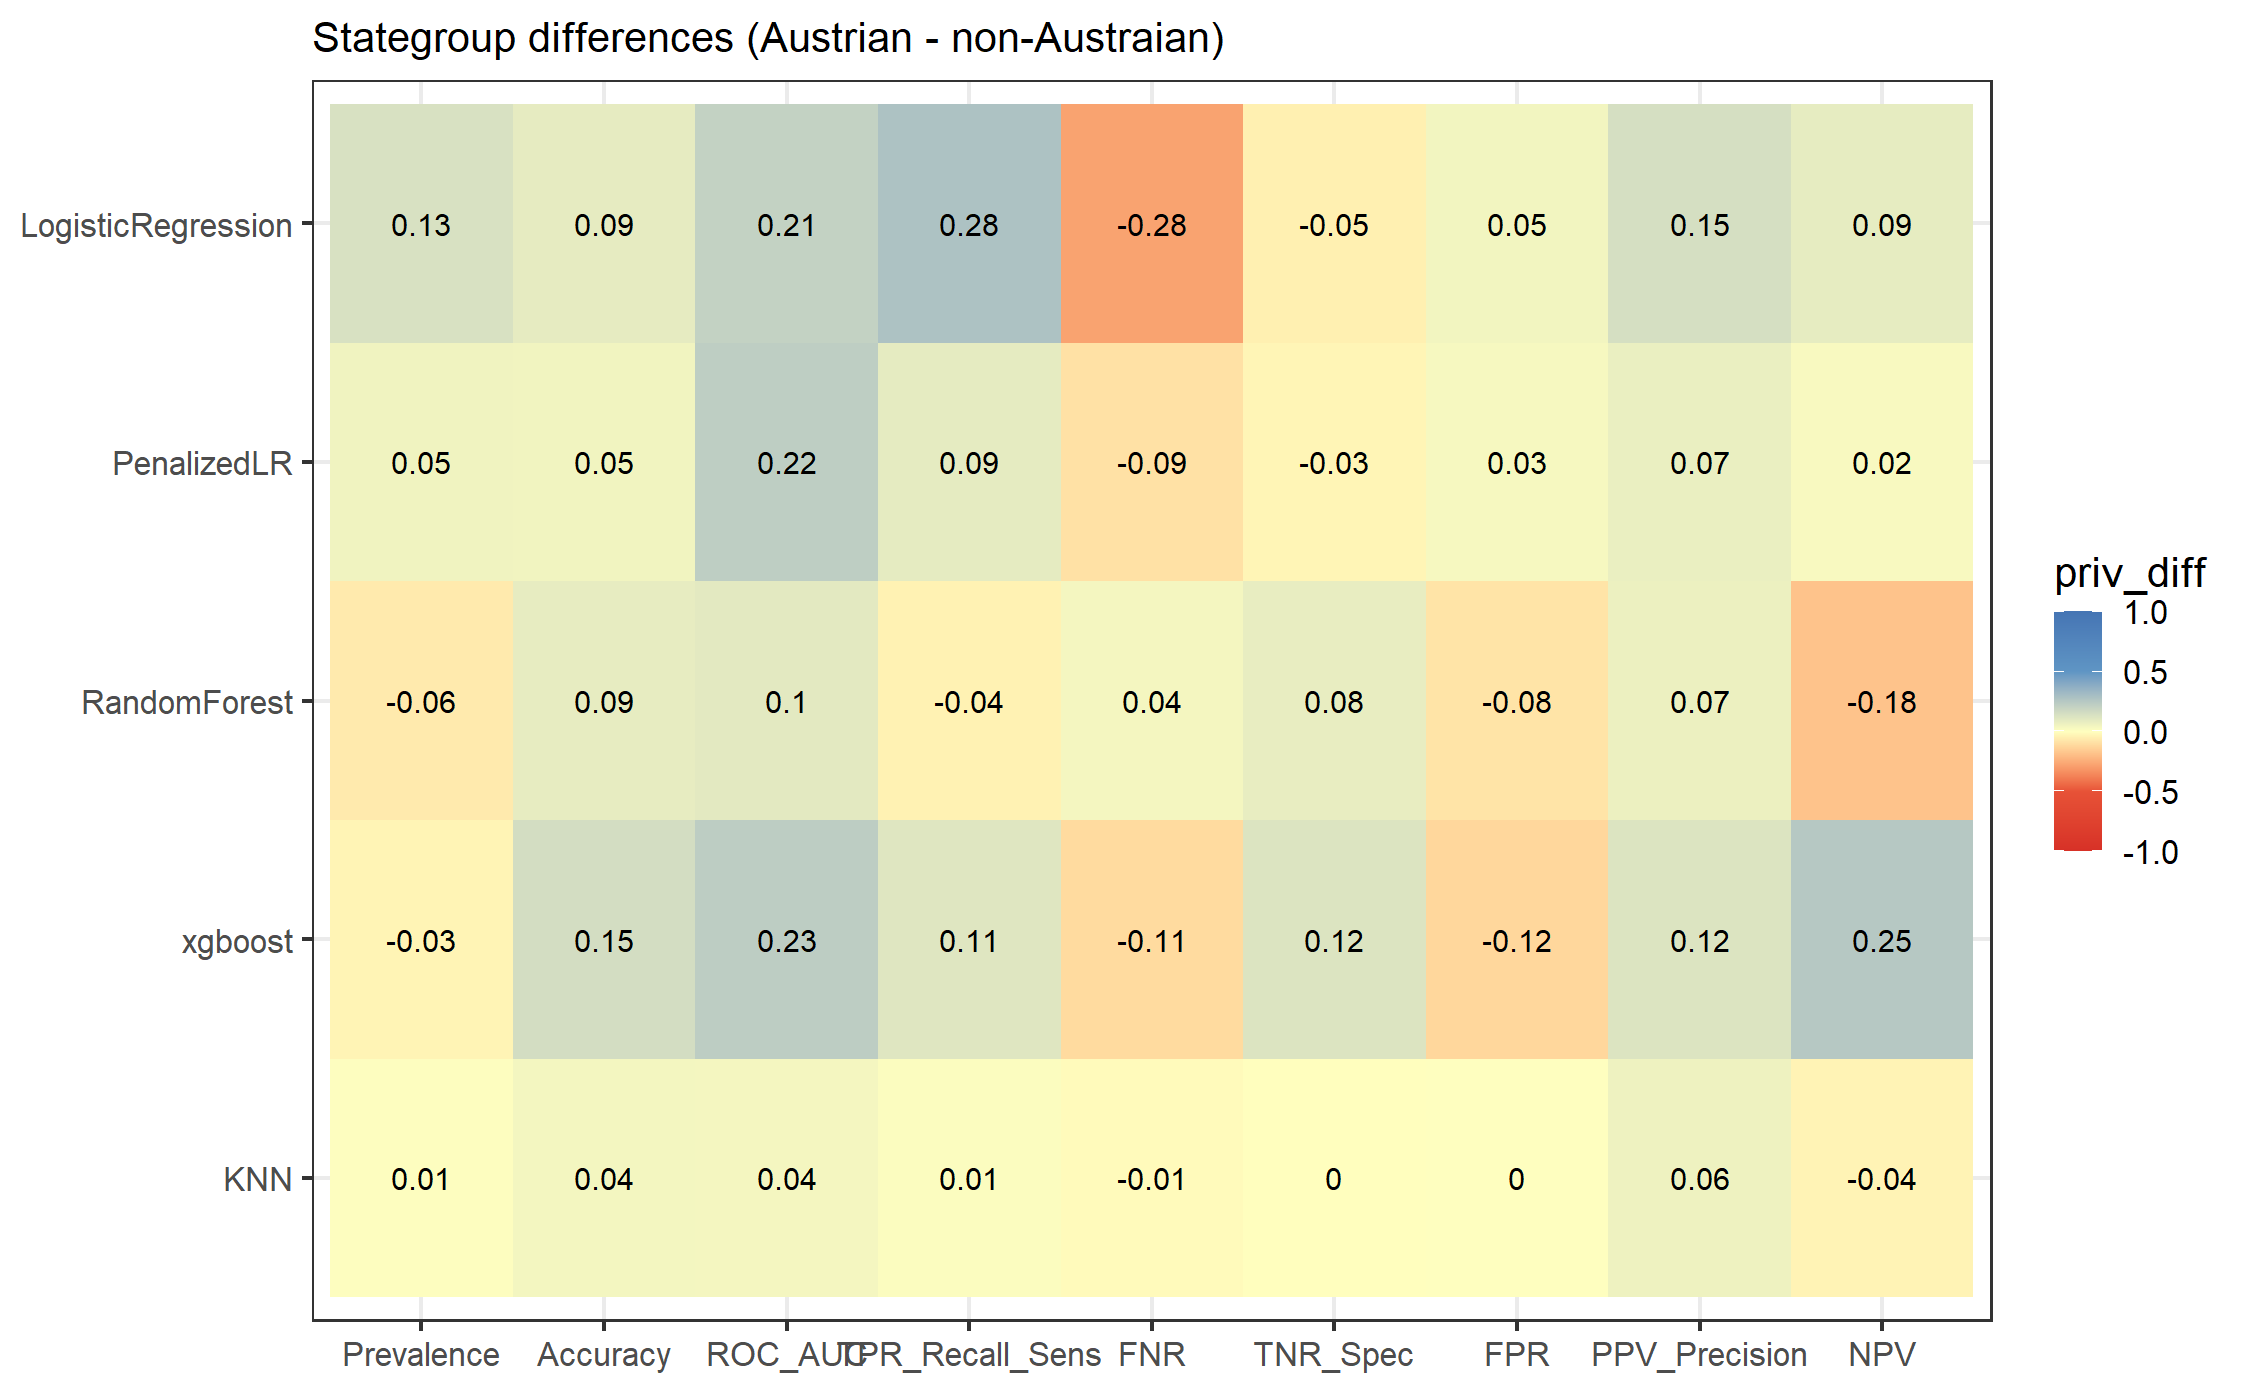 Stategroup differences (Austrian - non-Austraian)
LogisticRegression 0.13 0.09 0.21 0.28 -0.28 -0.05 0.05 0.15 0.09
PenalizedLR 0.05 0.05 0.22 0.09 -0.09 -0.03 0.03 0.07 0.02
RandomForest -0.06 0.09 0.1 -0.04 0.04 0.08 -0.08 0.07 -0.18
xgboost -0.03 0.15 0.23 0.11 -0.11 0.12 -0.12 0.12 0.25
KNN 0.01 0.04 0.04 0.01 -0.01 0 0 0.06 -0.04
Prevalence Accuracy ROC_AUC TPR_Recall_Sens FNR TNR_Spec FPR PPV_Precision NPV
priv_diff
1.0
0.5
0.0
-0.5
-1.0